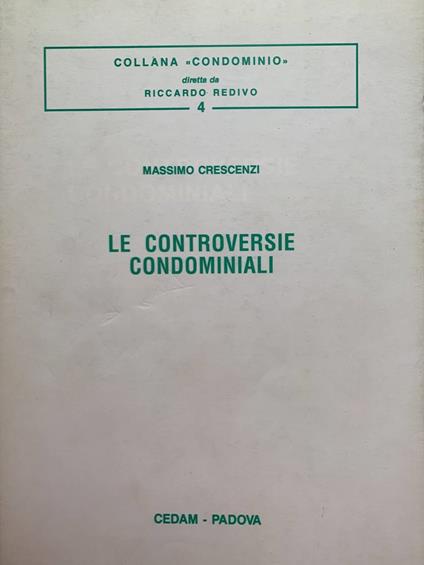 COLLANA «CONDOMINIO»
diretta da
RICCARDO REDIVO
4
MASSIMO CRESCENZI
LE CONTROVERSIE
CONDOMINIALI
CEDAM - PADOVA